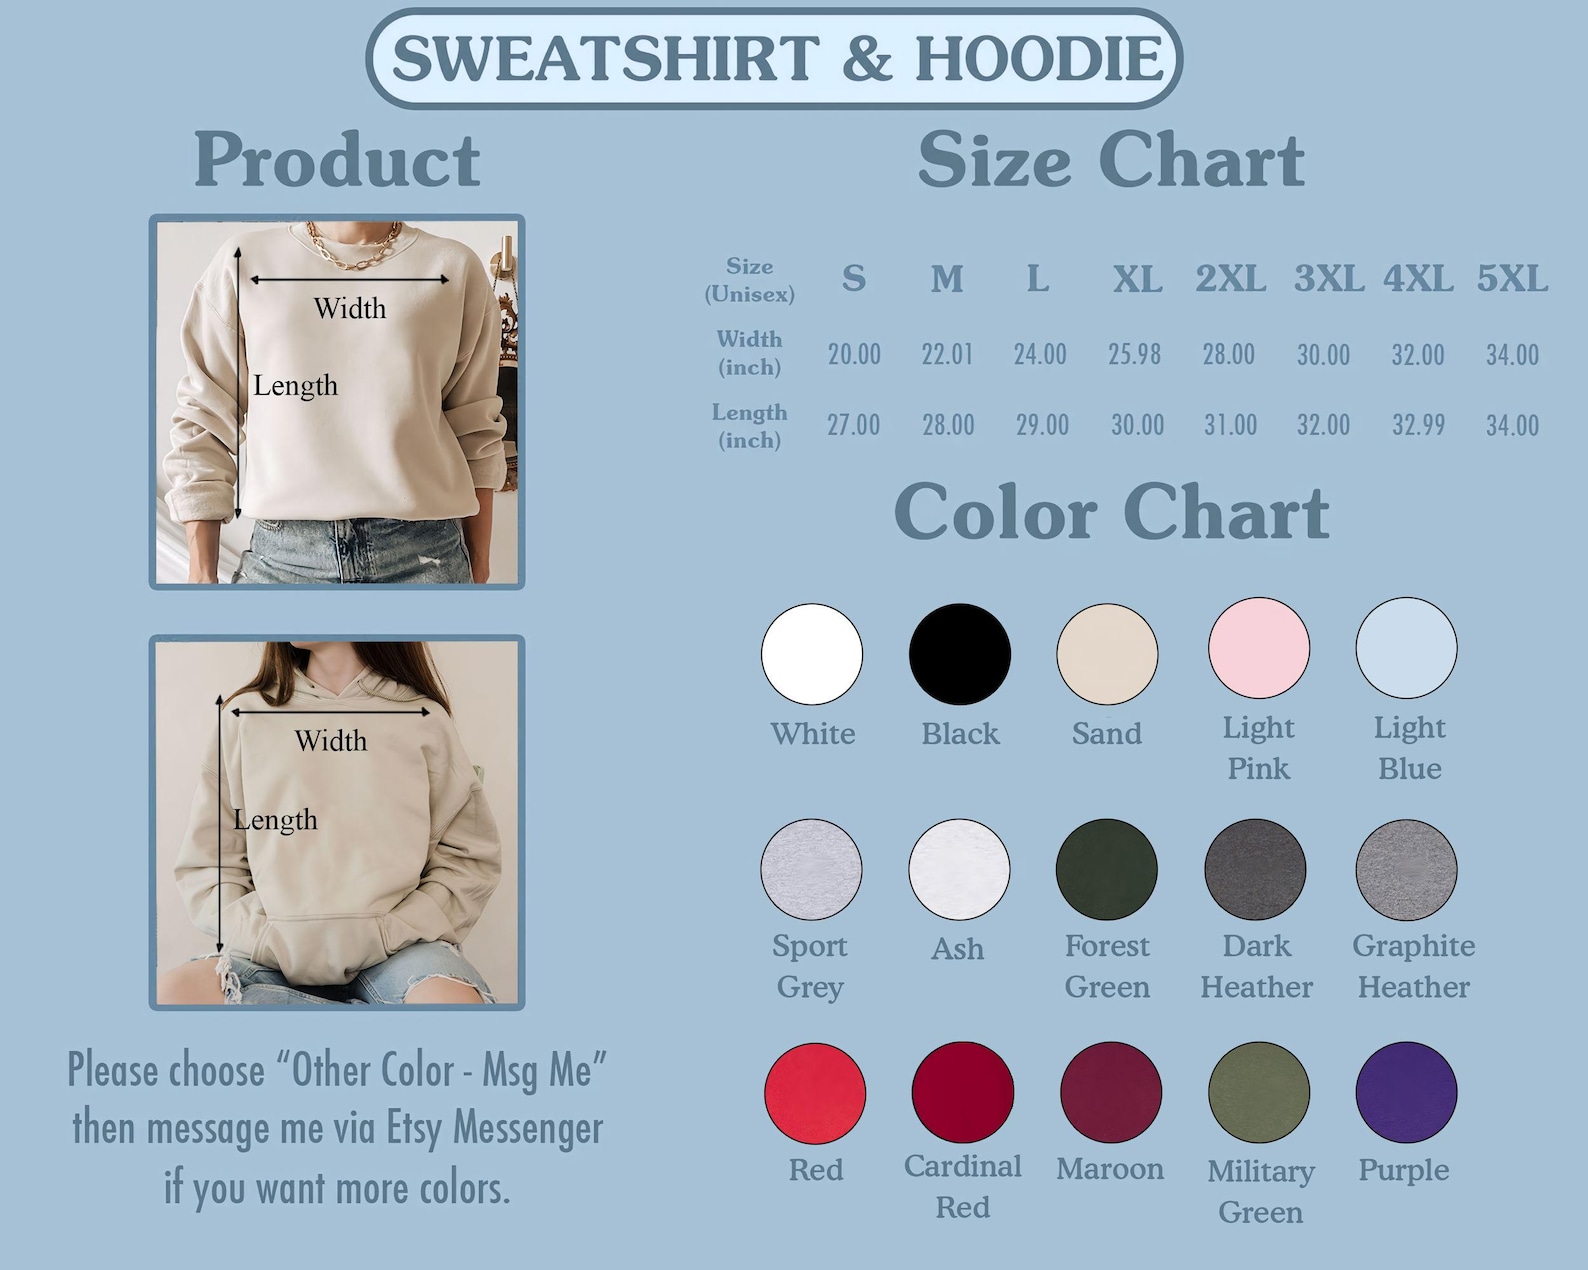 SWEATSHIRT & HOODIE
Product
Width
Length
Width
Length
Please choose “Other Color - Msg Me”
then message me via Etsy Messenger
if you want more colors.
Size Chart
Size
(Unisex)
S M L XL 2XL 3XL 4XL 5XL
Width
(inch)
20.00 22.01 24.00 25.98 28.00 30.00 32.00 34.00
Length
(inch)
27.00 28.00 29.00 30.00 31.00 32.00 32.99 34.00
Color Chart
White
Black
Sand
Light
Pink
Light
Blue
Sport
Grey
Ash
Forest
Green
Dark
Heather
Graphite
Heather
Red
Cardinal
Red
Maroon
Military
Green
Purple